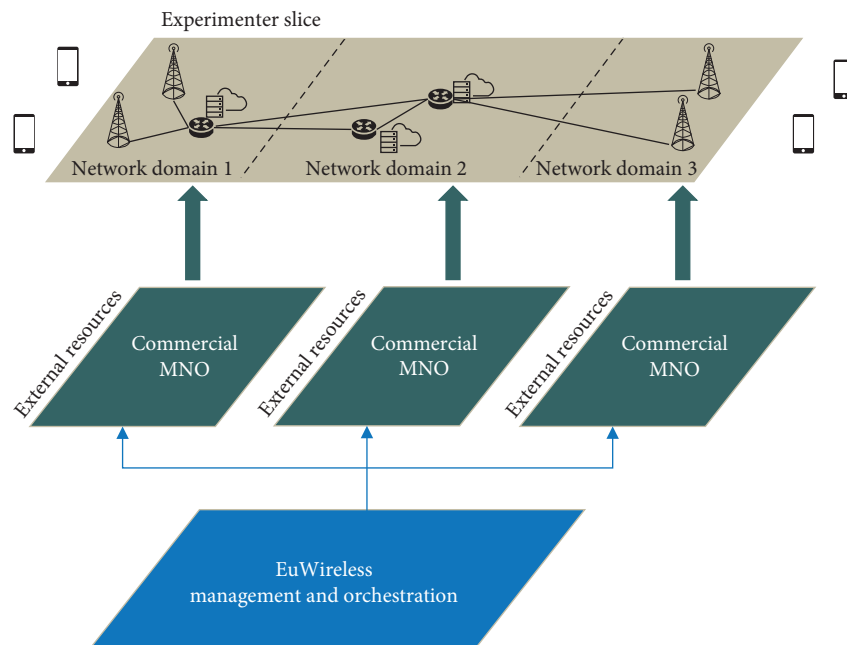 Experimenter slice
Network domain 1
Network domain 2
Network domain 3
External resources
Commercial
MNO
External resources
Commercial
MNO
External resources
Commercial
MNO
EuWireless
management and orchestration